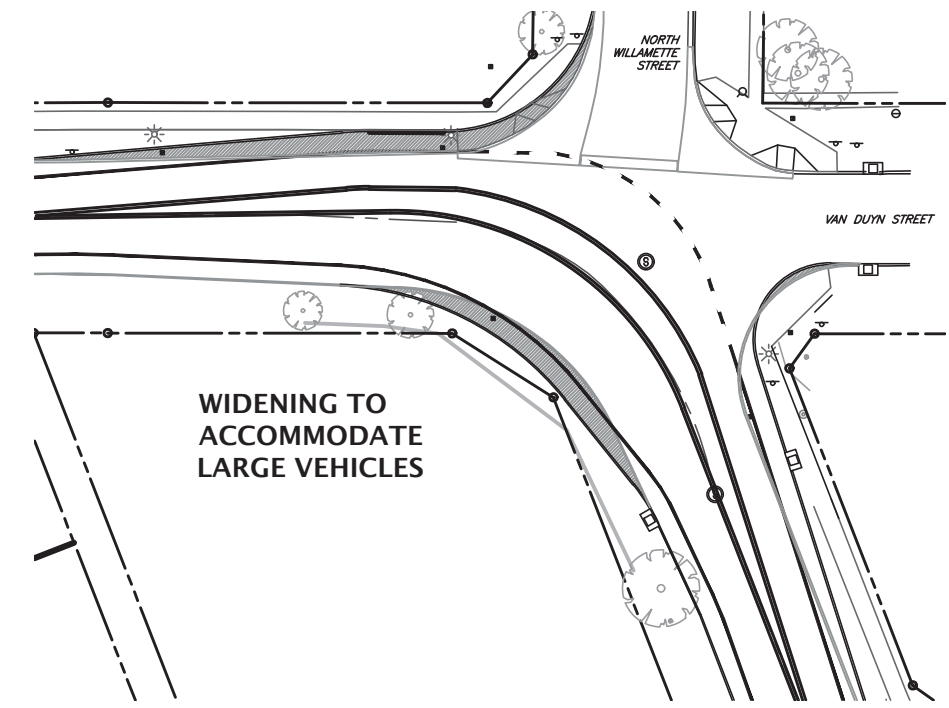 NORTH
WILLAMETTE
STREET
VAN DUYN STREET
WIDENING TO
ACCOMMODATE
LARGE VEHICLES
S
S